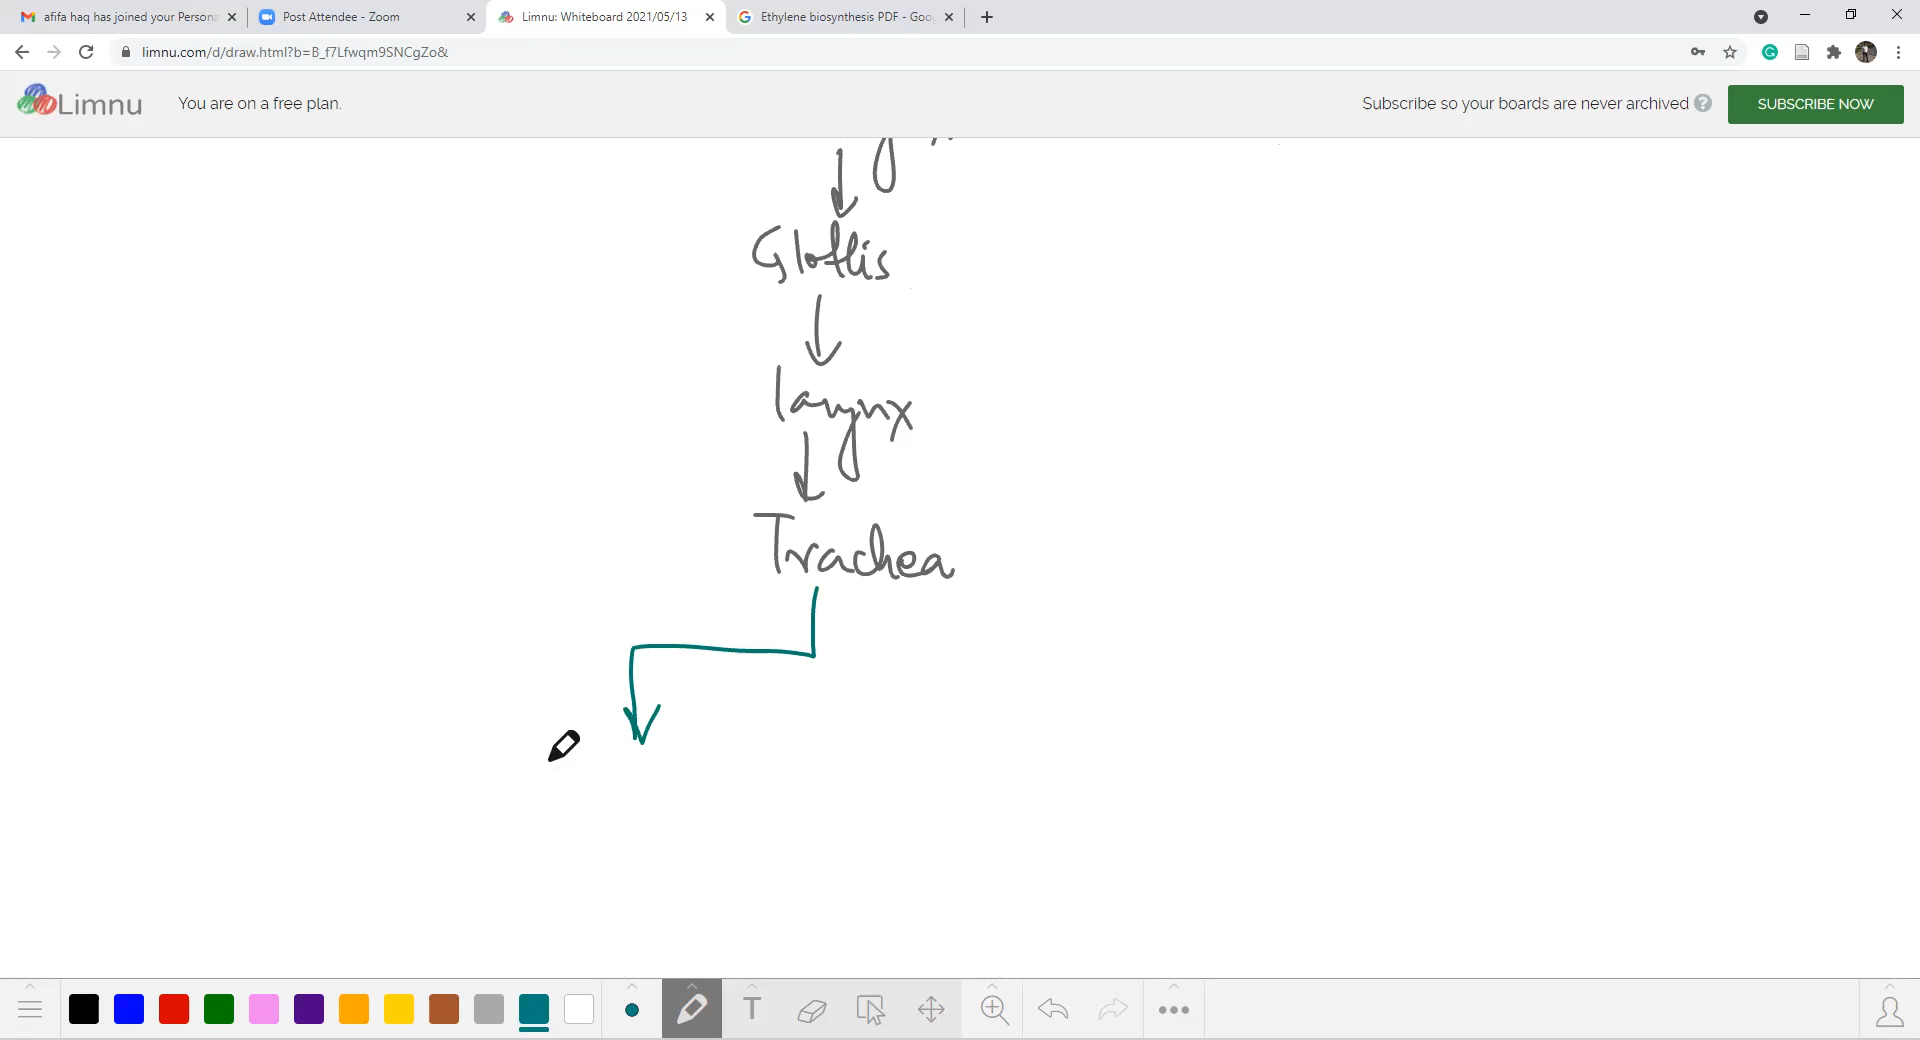 afifa haq has joined your Persona
Post Attendee - Zoom
Limnu: Whiteboard 2021/05/13
Ethylene biosynthesis PDF - Goo
limnu.com/d/draw.html?b=B_f7Lfwqm9SNCgZo&
Limnu
You are on a free plan.
Subscribe so your boards are never archived ?
SUBSCRIBE NOW
Glottis
larynx
Trachea
T